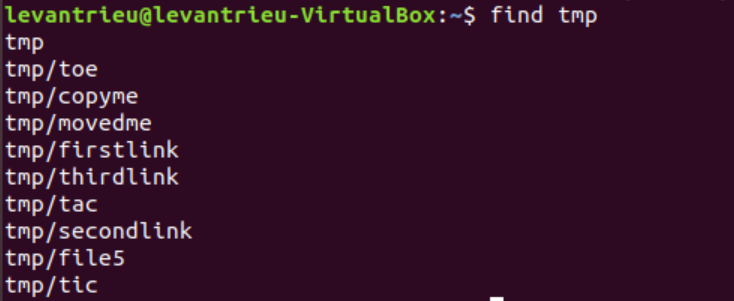 levantrieu@levantrieu-VirtualBox:~$ find tmp
tmp
tmp/toe
tmp/copyme
tmp/movedme
tmp/firstlink
tmp/thirdlink
tmp/tac
tmp/secondlink
tmp/file5
tmp/tic